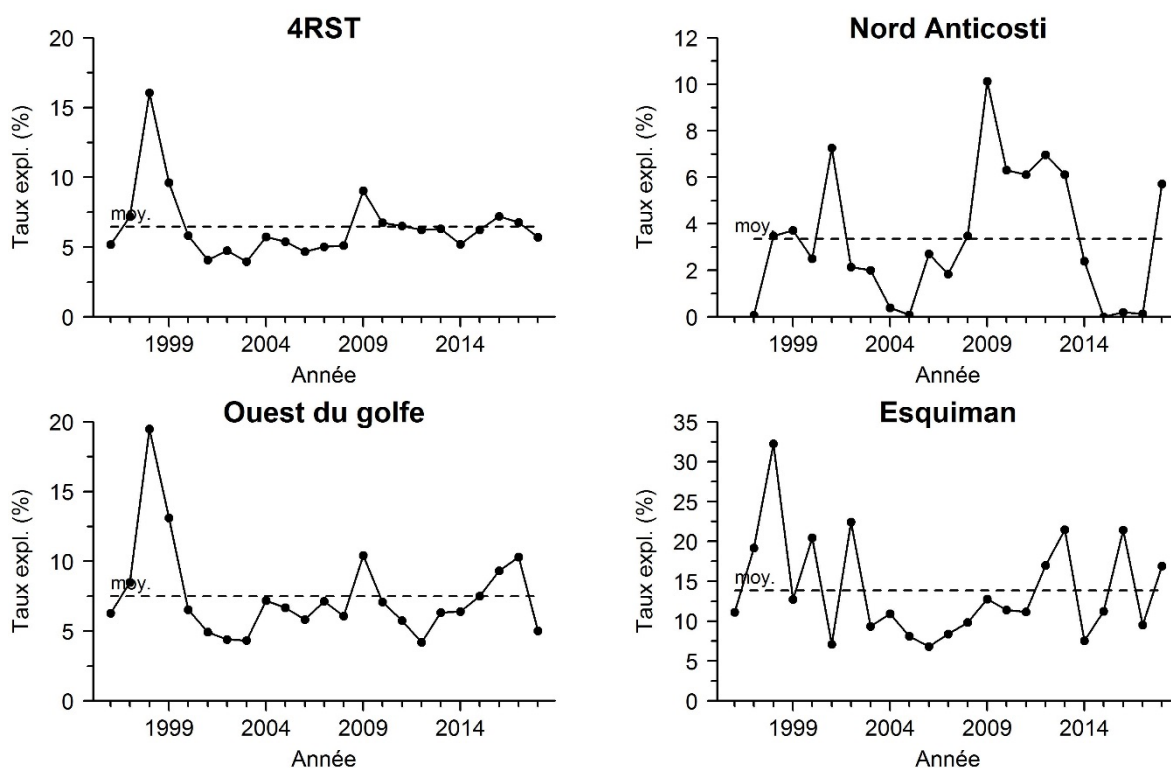 4RST
Taux expl. (%)
20
15
10
5
0
moy.
1999 2004 2009 2014
Année
Nord Anticosti
Taux expl. (%)
12
10
8
6
4
2
0
moy.
1999 2004 2009 2014
Année
Ouest du golfe
Taux expl. (%)
20
15
10
5
0
moy.
1999 2004 2009 2014
Année
Esquiman
Taux expl. (%)
35
30
25
20
15
10
5
0
moy.
1999 2004 2009 2014
Année